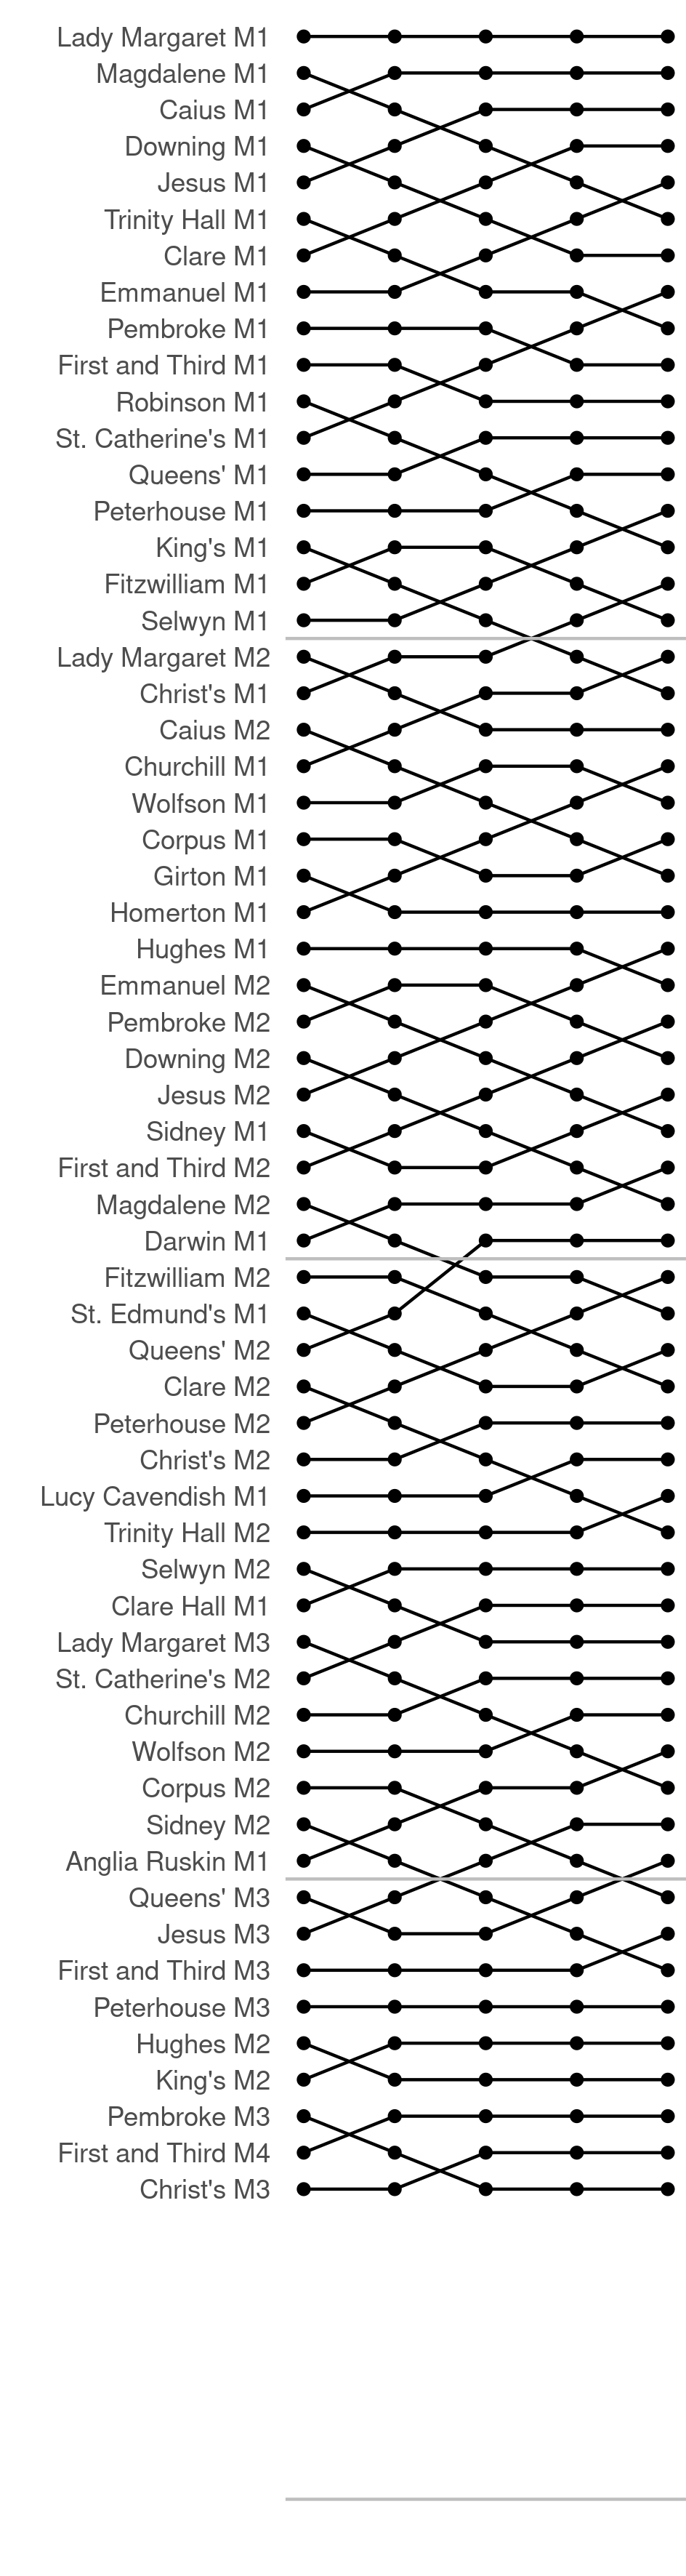 Lady Margaret M1
Magdalene M1
Caius M1
Downing M1
Jesus M1
Trinity Hall M1
Clare M1
Emmanuel M1
Pembroke M1
First and Third M1
Robinson M1
St. Catherine's M1
Queens' M1
Peterhouse M1
King's M1
Fitzwilliam M1
Selwyn M1
Lady Margaret M2
Christ's M1
Caius M2
Churchill M1
Wolfson M1
Corpus M1
Girton M1
Homerton M1
Hughes M1
Emmanuel M2
Pembroke M2
Downing M2
Jesus M2
Sidney M1
First and Third M2
Magdalene M2
Darwin M1
Fitzwilliam M2
St. Edmund's M1
Queens' M2
Clare M2
Peterhouse M2
Christ's M2
Lucy Cavendish M1
Trinity Hall M2
Selwyn M2
Clare Hall M1
Lady Margaret M3
St. Catherine's M2
Churchill M2
Wolfson M2
Corpus M2
Sidney M2
Anglia Ruskin M1
Queens' M3
Jesus M3
First and Third M3
Peterhouse M3
Hughes M2
King's M2
Pembroke M3
First and Third M4
Christ's M3